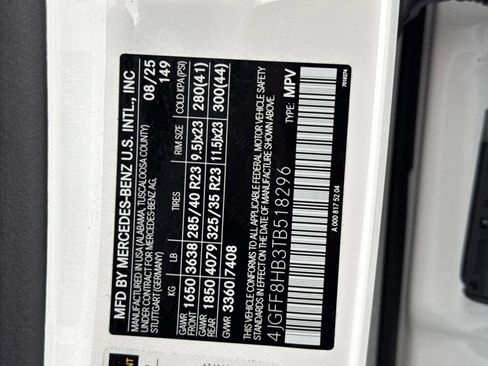 MFD BY MERCEDES-BENZ U.S. INTL., INC
MANUFACTURED IN USA (ALABAMA, TUSCALOOSA COUNTY)
UNDER CONTRACT FOR MERCEDES-BENZ AG,
STUTTGART (GERMANY)
08/25
149
KG LB TIRES RIM SIZE COLD KPA(PSI)
GAWR FRONT 1650 3638 285/40 R23 9.5Jx23 280(41)
GAWR REAR 1850 4079 325/35 R23 11.5Jx23 300(44)
GVWR 3360 7408
THIS VEHICLE CONFORMS TO ALL APPLICABLE FEDERAL MOTOR VEHICLE SAFETY
STANDARDS IN EFFECT ON THE DATE OF MANUFACTURE SHOWN ABOVE.
4JGFF8HB3TB518296 TYPE: MPV
A 000 817 52 04
7018274